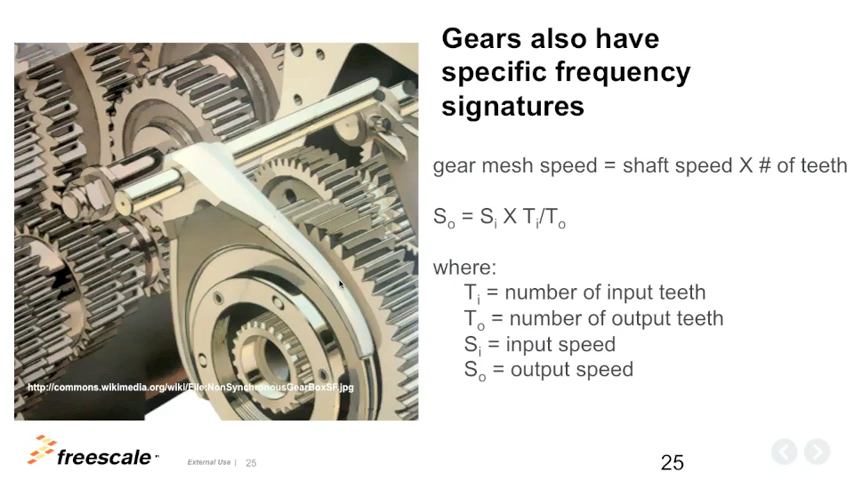 Gears also have
specific frequency
signatures
gear mesh speed = shaft speed X # of teeth
So = Si X Ti/To
where:
Ti = number of input teeth
To = number of output teeth
Si = input speed
So = output speed
http://commons.wikimedia.org/wiki/File:NonSynchronousGearBoxSF.jpg
freescale™
External Use | 25
25